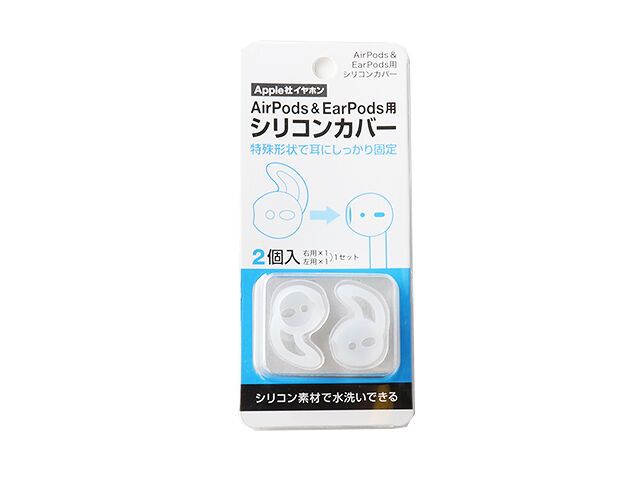 AirPods &
EarPods用
シリコンカバー
Apple社イヤホン
AirPods & EarPods用
シリコンカバー
特殊形状で耳にしっかり固定
2個入 右用×1 左用×1 〉1セット
シリコン素材で水洗いできる